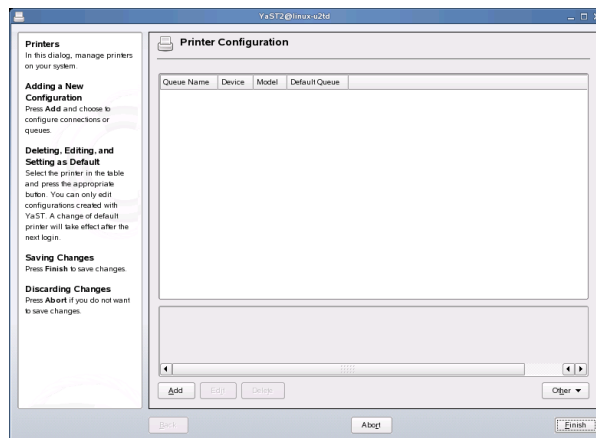 YaST2@linux-u2td
Printers
In this dialog, manage printers
on your system.
Adding a New
Configuration
Press Add and choose to
configure connections or
queues.
Deleting, Editing, and
Setting as Default
Select the printer in the table
and press the appropriate
button. You can only edit
configurations created with
YaST. A change of default
printer will take effect after the
next login.
Saving Changes
Press Finish to save changes.
Discarding Changes
Press Abort if you do not want
to save changes.
Printer Configuration
Queue Name Device Model Default Queue
Add Edit Delete Other
Back Abort Finish